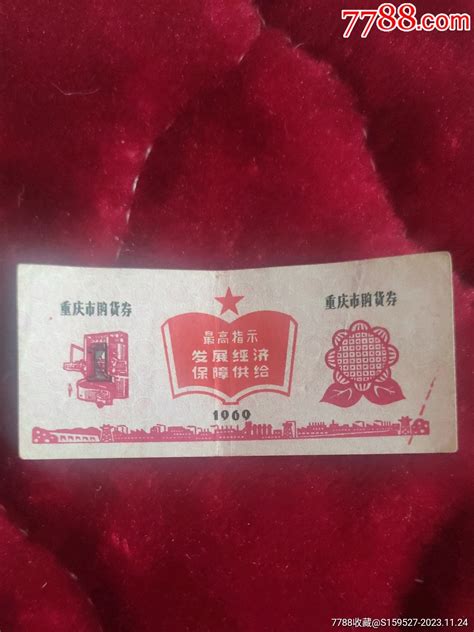 7788.com
重庆市购货券
重庆市购货券
最高指示
发展经济
保障供给
1969
7788收藏@S159527-2023.11.24